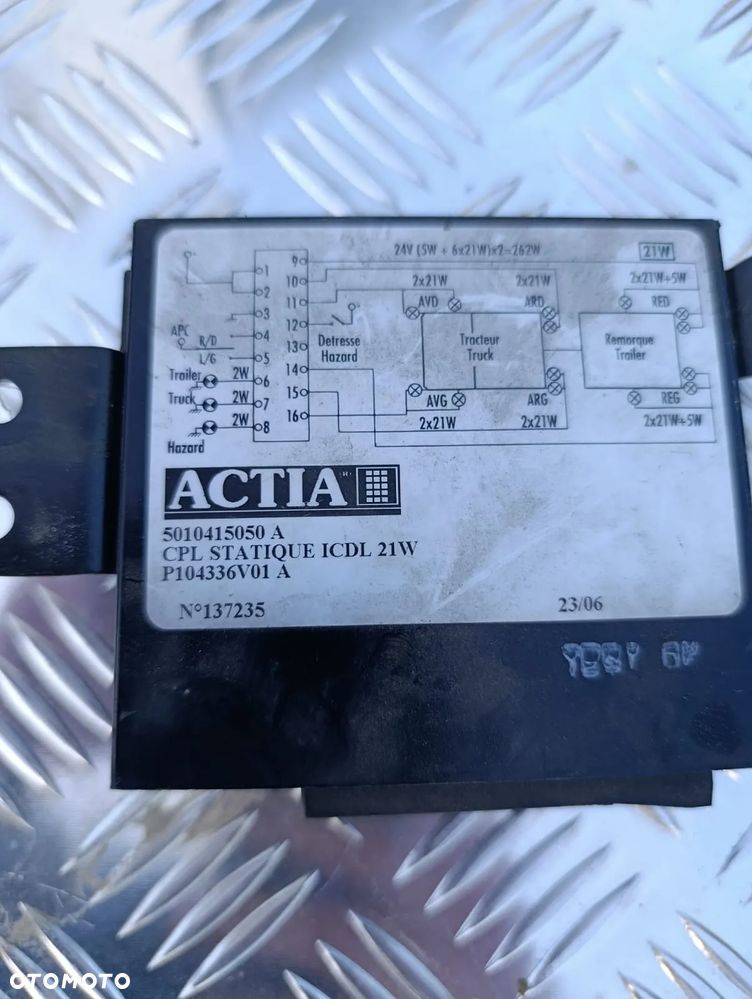 24V (5W + 6x21W)x2=262W 21W
9
1 10 2x21W 2x21W 2x21W+5W
2 11 AVD ARD RED
3 12
APC R/D 4 13 Detresse Tracteur Remorque
L/G 5 14 Hazard Truck Trailer
Trailer 2W 6 15
Truck 2W 7 16 AVG ARG REG
2W 8 2x21W 2x21W 2x21W+5W
Hazard
ACTIA
5010415050 A
CPL STATIQUE ICDL 21W
P104336V01 A
N°137235 23/06
OTOMOTO